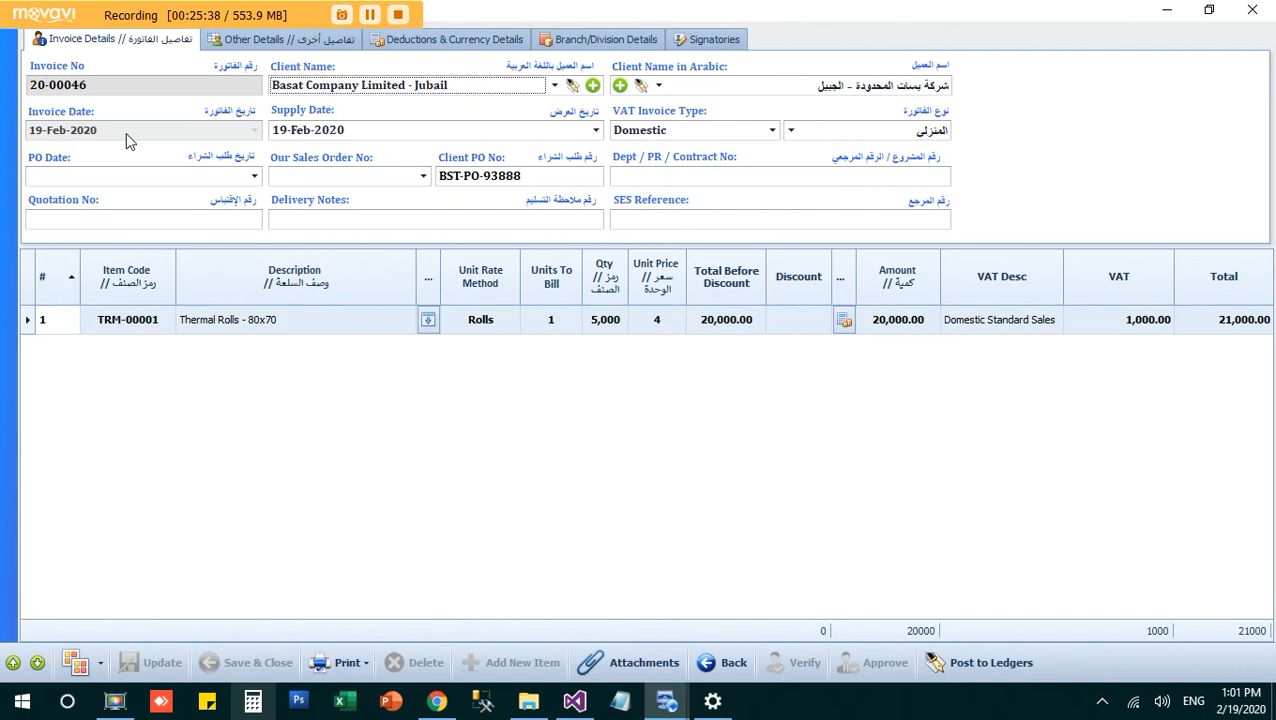 movavi Recording (00:25:38 / 553.9 MB)
Invoice Details // تفاصيل الفاتورة Other Details // تفاصيل أخرى Deductions & Currency Details Branch/Division Details Signatories
Invoice No رقم الفاتورة Client Name: اسم العميل باللغة العربية Client Name in Arabic: اسم العميل
20-00046 Basat Company Limited - Jubail شركة بسات المحدودة - الجبيل
Invoice Date: تاريخ الفاتورة Supply Date: تاريخ العرض VAT Invoice Type: نوع الفاتورة
19-Feb-2020 19-Feb-2020 Domestic المنزلى
PO Date: تاريخ طلب الشراء Our Sales Order No: Client PO No: رقم طلب الشراء Dept / PR / Contract No: رقم المشروع / الرقم المرجعي
BST-PO-93888
Quotation No: رقم الإقتباس Delivery Notes: رقم ملاحظة التسليم SES Reference: رقم المرجع
# Item Code // رمز الصنف Description // وصف السلعة ... Unit Rate Method Units To Bill Qty // رمز الصنف Unit Price // سعر الوحدة Total Before Discount Discount ... Amount // كمية VAT Desc VAT Total
1 TRM-00001 Thermal Rolls - 80x70 Rolls 1 5,000 4 20,000.00 20,000.00 Domestic Standard Sales 1,000.00 21,000.00
0 20000 1000 21000
Update Save & Close Print Delete Add New Item Attachments Back Verify Approve Post to Ledgers
ENG 1:01 PM
2/19/2020